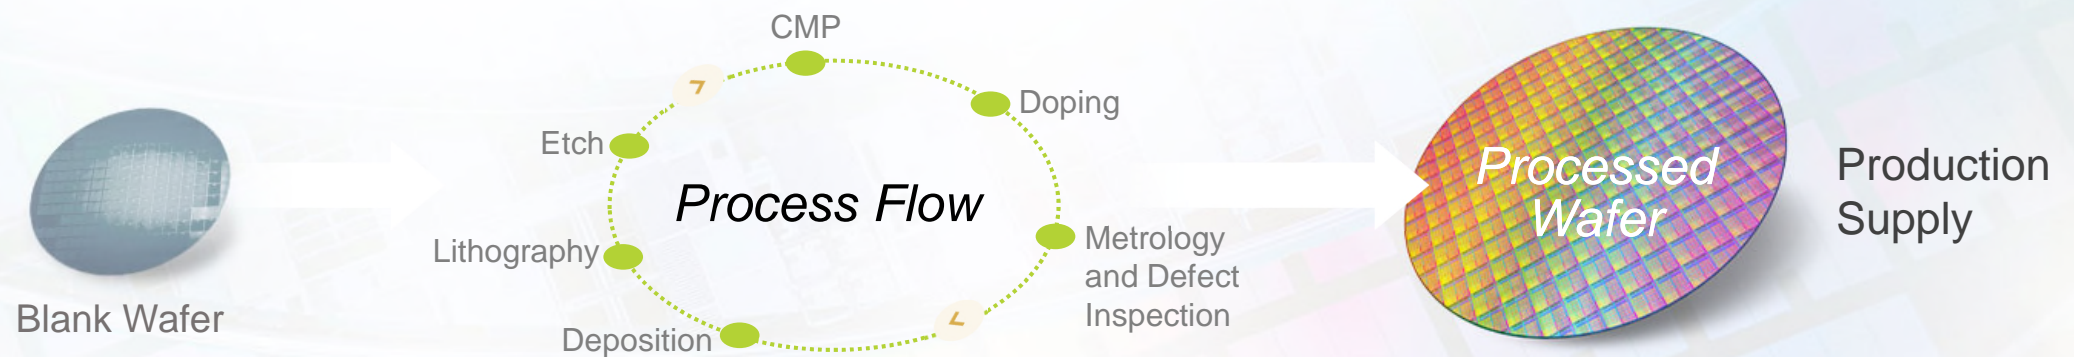 Blank Wafer
CMP
Doping
Etch
Process Flow
Lithography
Metrology
and Defect
Inspection
Deposition
Processed
Wafer
Production
Supply